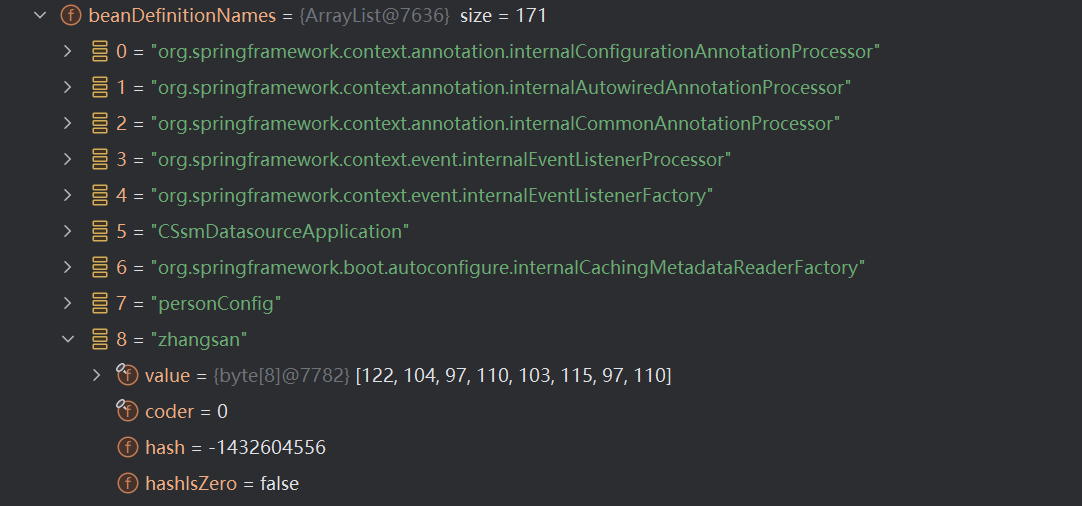 beanDefinitionNames = {ArrayList@7636} size = 171
0 = "org.springframework.context.annotation.internalConfigurationAnnotationProcessor"
1 = "org.springframework.context.annotation.internalAutowiredAnnotationProcessor"
2 = "org.springframework.context.annotation.internalCommonAnnotationProcessor"
3 = "org.springframework.context.event.internalEventListenerProcessor"
4 = "org.springframework.context.event.internalEventListenerFactory"
5 = "CSsmDatasourceApplication"
6 = "org.springframework.boot.autoconfigure.internalCachingMetadataReaderFactory"
7 = "personConfig"
8 = "zhangsan"
value = {byte[8]@7782} [122, 104, 97, 110, 103, 115, 97, 110]
coder = 0
hash = -1432604556
hashIsZero = false